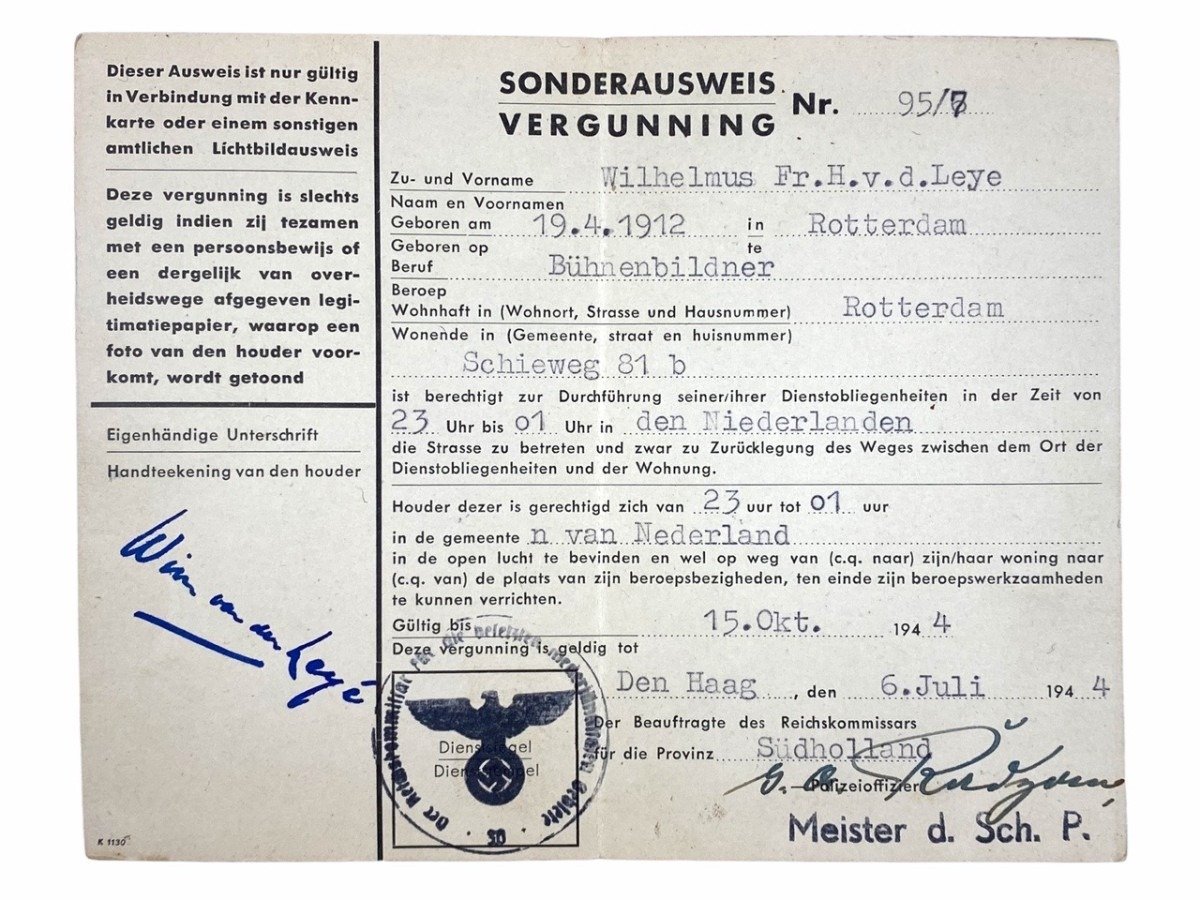 Dieser Ausweis ist nur gültig
in Verbindung mit der Kenn-
karte oder einem sonstigen
amtlichen Lichtbildausweis
Deze vergunning is slechts
geldig indien zij tezamen
met een persoonsbewijs of
een dergelijk van over-
heidswege afgegeven legi-
timatiepapier, waarop een
foto van den houder voor-
komt, wordt getoond
Eigenhändige Unterschrift
Handteekening van den houder
Wim van der Leyé
K 1130
SONDERAUSWEIS
VERGUNNING
Nr. 95/
Zu- und Vorname Wilhelmus Fr.H.v.d.Leye
Naam en Voornamen
Geboren am 19.4.1912 in Rotterdam
Geboren op te
Beruf Bühnenbildner
Beroep
Wohnhaft in (Wohnort, Strasse und Hausnummer) Rotterdam
Wonende in (Gemeente, straat en huisnummer)
Schieweg 81 b
ist berechtigt zur Durchführung seiner/ihrer Dienstobliegenheiten in der Zeit von
23 Uhr bis 01 Uhr in den Niederlanden
die Strasse zu betreten und zwar zu Zurücklegung des Weges zwischen dem Ort der
Dienstobliegenheiten und der Wohnung.
Houder dezer is gerechtigd zich van 23 uur tot 01 uur
in de gemeente n van Nederland
in de open lucht te bevinden en wel op weg van (c.q. naar) zijn/haar woning naar
(c.q. van) de plaats van zijn beroepsbezigheden, ten einde zijn beroepswerkzaamheden
te kunnen verrichten.
Gültig bis 15.Okt. 194 4
Deze vergunning is geldig tot
Den Haag , den 6.Juli 194 4
Der Beauftragte des Reichskommissars
für die Provinz Südholland
Polizeioffizier
Meister d. Sch. P.
Dienstsiegel
Dienststempel
Der Reichskommissar für die besetzten niederländischen Gebiete